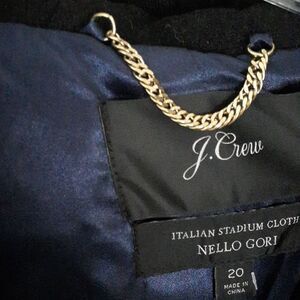 J.Crew
ITALIAN STADIUM CLOTH
NELLO GORI
20
MADE IN
CHINA